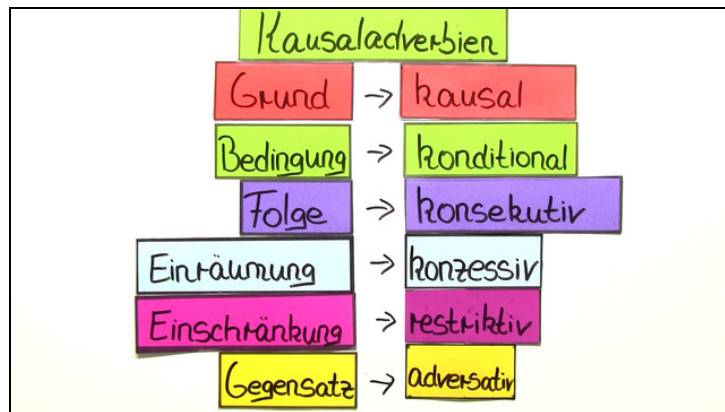 Kausaladverbien
Grund → kausal
Bedingung → konditional
Folge → konsekutiv
Einräumung → konzessiv
Einschränkung → restriktiv
Gegensatz → adversativ